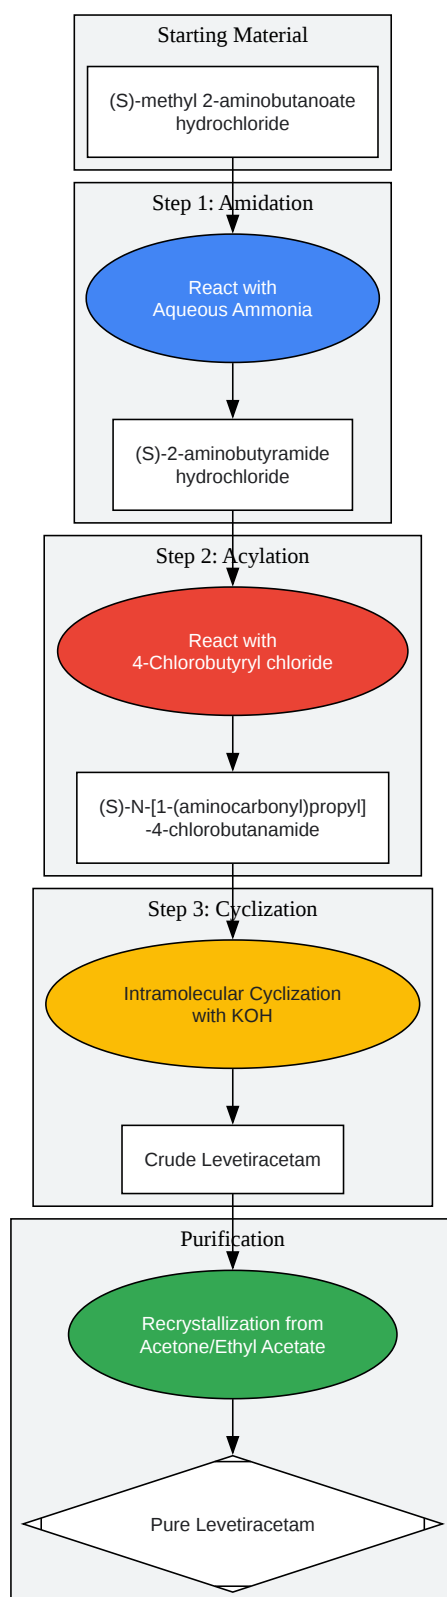 Starting Material
(S)-methyl 2-aminobutanoate
hydrochloride
Step 1: Amidation
React with
Aqueous Ammonia
(S)-2-aminobutyramide
hydrochloride
Step 2: Acylation
React with
4-Chlorobutyryl chloride
(S)-N-[1-(aminocarbonyl)propyl]
-4-chlorobutanamide
Step 3: Cyclization
Intramolecular Cyclization
with KOH
Crude Levetiracetam
Purification
Recrystallization from
Acetone/Ethyl Acetate
Pure Levetiracetam